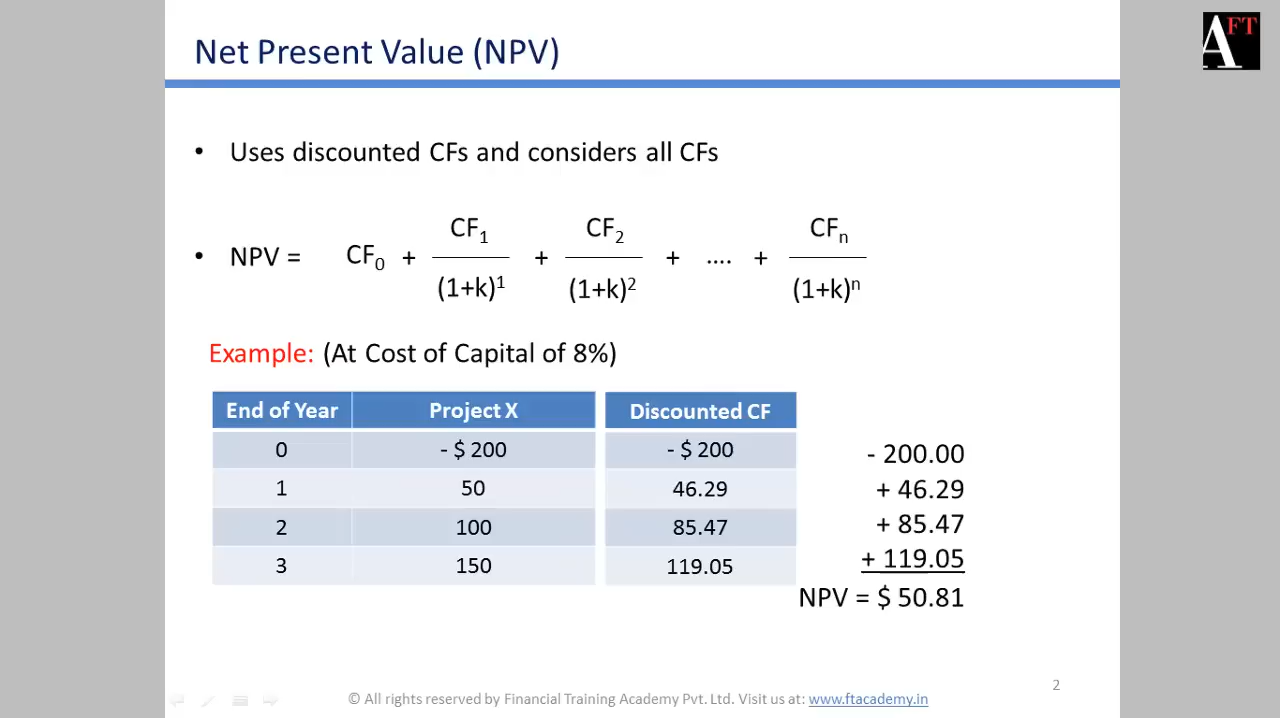 Net Present Value (NPV)
AFT
• Uses discounted CFs and considers all CFs
• NPV = CF0 + CF1 / (1+k)^1 + CF2 / (1+k)^2 + .... + CFn / (1+k)^n
Example: (At Cost of Capital of 8%)
End of Year Project X Discounted CF
0 - $ 200 - $ 200
1 50 46.29
2 100 85.47
3 150 119.05
- 200.00
+ 46.29
+ 85.47
+ 119.05
NPV = $ 50.81
2
© All rights reserved by Financial Training Academy Pvt. Ltd. Visit us at: www.ftacademy.in